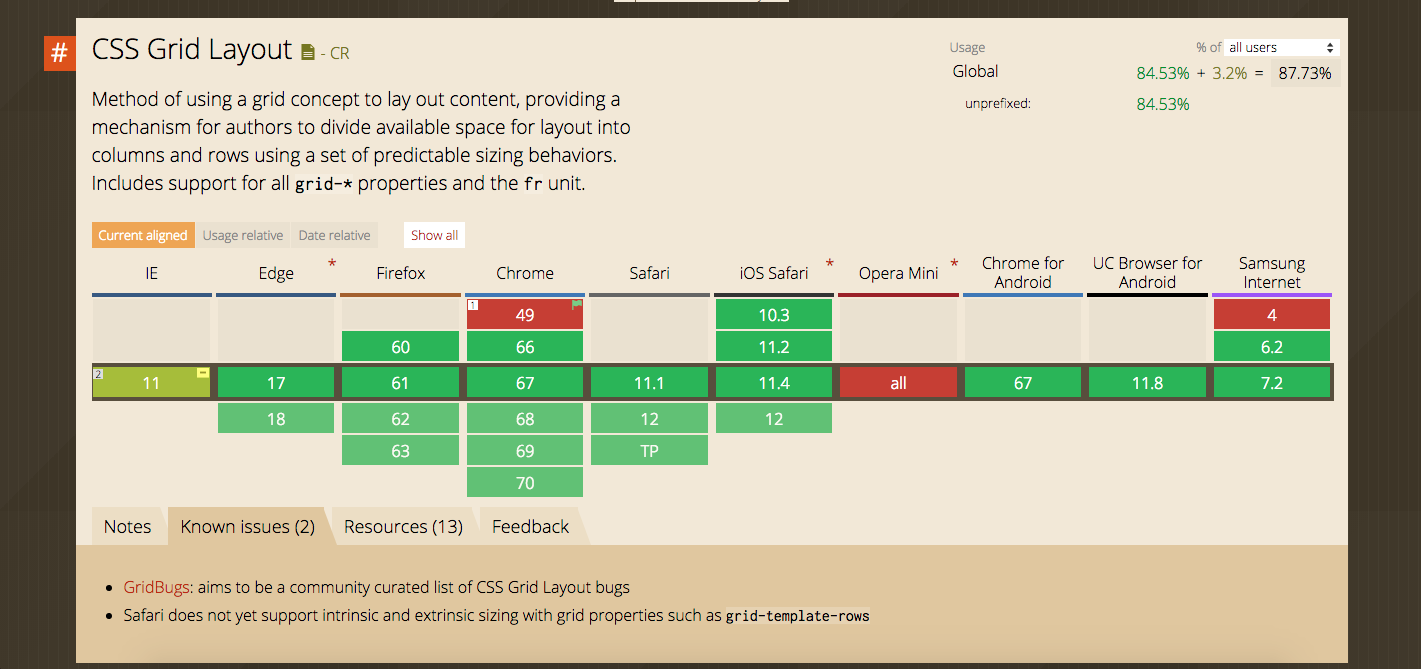 #
CSS Grid Layout - CR
Usage % of all users
Global 84.53% + 3.2% = 87.73%
unprefixed: 84.53%
Method of using a grid concept to lay out content, providing a
mechanism for authors to divide available space for layout into
columns and rows using a set of predictable sizing behaviors.
Includes support for all grid-* properties and the fr unit.
Current aligned Usage relative Date relative Show all
IE Edge * Firefox Chrome Safari iOS Safari * Opera Mini * Chrome for Android UC Browser for Android Samsung Internet
1 49 10.3 4
60 66 11.2 6.2
2 11 17 61 67 11.1 11.4 all 67 11.8 7.2
18 62 68 12 12
63 69 TP
70
Notes Known issues (2) Resources (13) Feedback
• GridBugs: aims to be a community curated list of CSS Grid Layout bugs
• Safari does not yet support intrinsic and extrinsic sizing with grid properties such as grid-template-rows